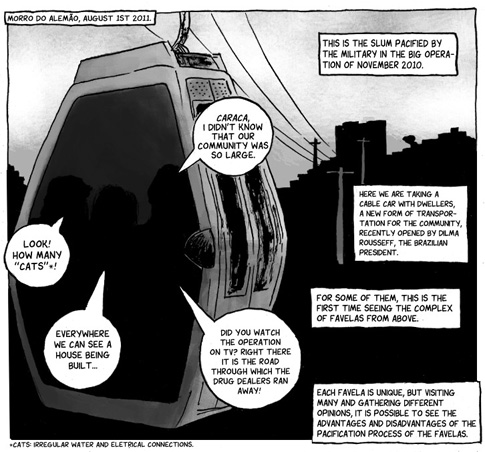 MORRO DO ALEMÃO, AUGUST 1ST 2011.
THIS IS THE SLUM PACIFIED BY
THE MILITARY IN THE BIG OPERA-
TION OF NOVEMBER 2010.
CARACA,
I DIDN'T KNOW
THAT OUR
COMMUNITY WAS
SO LARGE.
HERE WE ARE TAKING A
CABLE CAR WITH DWELLERS,
A NEW FORM OF TRANSPOR-
TATION FOR THE COMMUNITY,
RECENTLY OPENED BY DILMA
ROUSSEFF, THE BRAZILIAN
PRESIDENT.
LOOK!
HOW MANY
"CATS"*!
FOR SOME OF THEM, THIS IS THE
FIRST TIME SEEING THE COMPLEX
OF FAVELAS FROM ABOVE.
EVERYWHERE
WE CAN SEE A
HOUSE BEING
BUILT...
DID YOU WATCH
THE OPERATION
ON TV? RIGHT THERE
IT IS THE ROAD
THROUGH WHICH THE
DRUG DEALERS RAN
AWAY!
EACH FAVELA IS UNIQUE, BUT VISITING
MANY AND GATHERING DIFFERENT
OPINIONS, IT IS POSSIBLE TO SEE THE
ADVANTAGES AND DISADVANTAGES OF THE
PACIFICATION PROCESS OF THE FAVELAS.
*CATS: IRREGULAR WATER AND ELETRICAL CONNECTIONS.